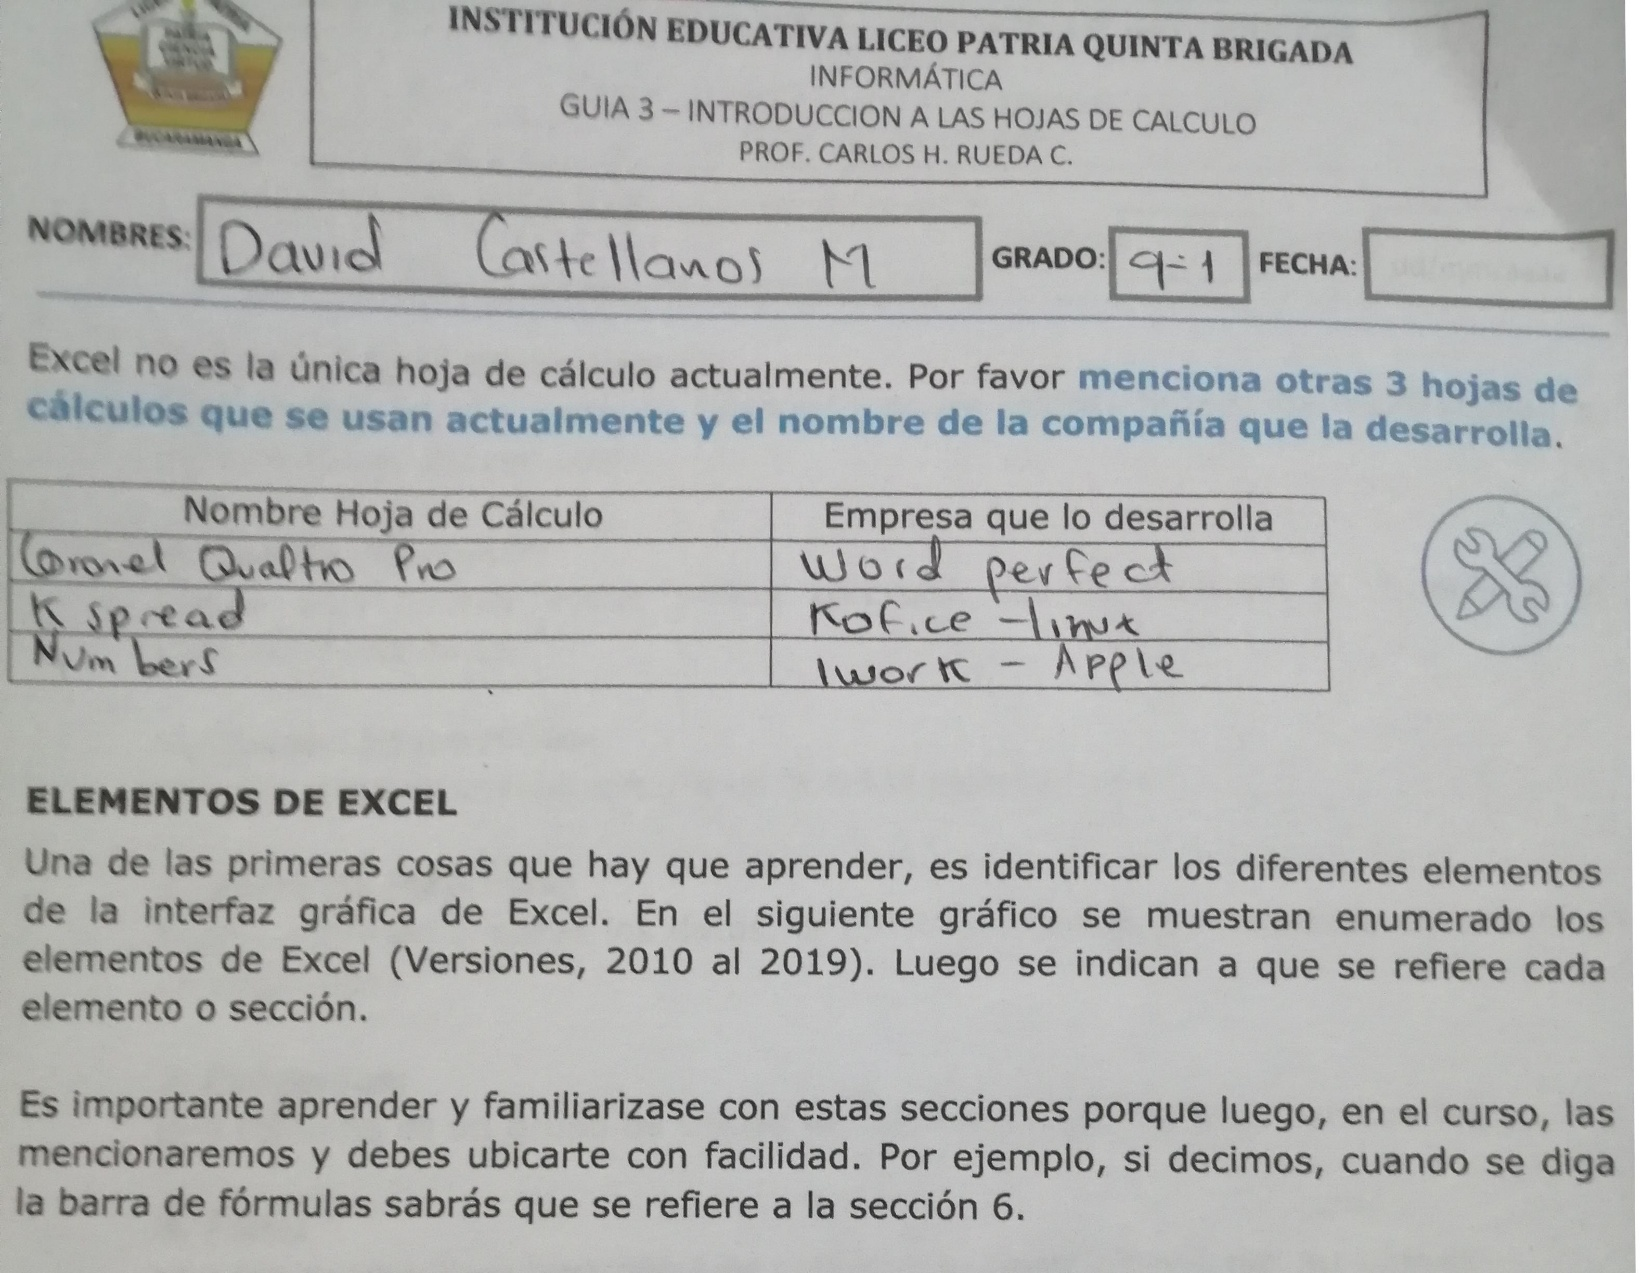 PATRIA
CIENCIA
VIRTUD
BUCARAMANGA
INSTITUCIÓN EDUCATIVA LICEO PATRIA QUINTA BRIGADA
INFORMÁTICA
GUIA 3 – INTRODUCCION A LAS HOJAS DE CALCULO
PROF. CARLOS H. RUEDA C.
NOMBRES: David Castellanos M GRADO: 9-1 FECHA:
Excel no es la única hoja de cálculo actualmente. Por favor menciona otras 3 hojas de
cálculos que se usan actualmente y el nombre de la compañía que la desarrolla.
Nombre Hoja de Cálculo Empresa que lo desarrolla
Coronel Qualtro Pro Word perfect
K spread Kofice - linux
Numbers Iwork - Apple
ELEMENTOS DE EXCEL
Una de las primeras cosas que hay que aprender, es identificar los diferentes elementos
de la interfaz gráfica de Excel. En el siguiente gráfico se muestran enumerado los
elementos de Excel (Versiones, 2010 al 2019). Luego se indican a que se refiere cada
elemento o sección.
Es importante aprender y familiarizase con estas secciones porque luego, en el curso, las
mencionaremos y debes ubicarte con facilidad. Por ejemplo, si decimos, cuando se diga
la barra de fórmulas sabrás que se refiere a la sección 6.